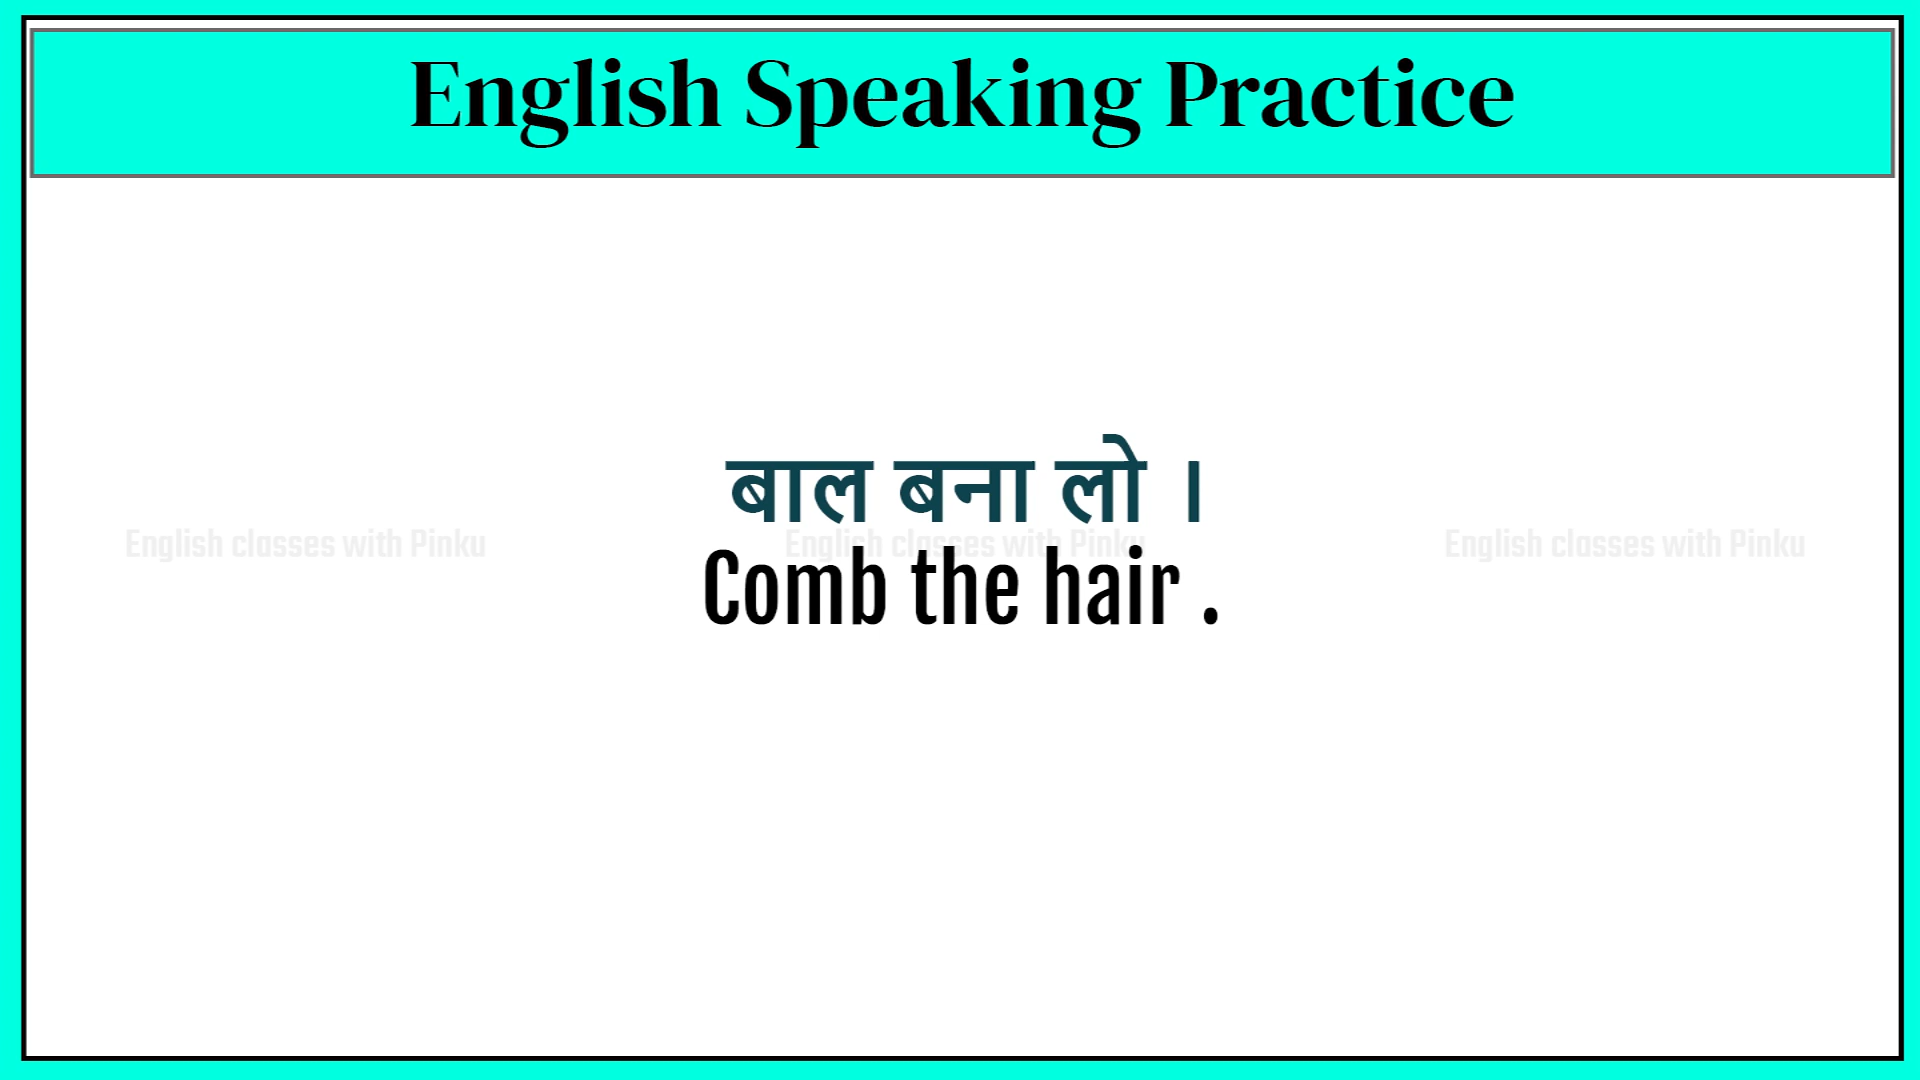 English Speaking Practice
बाल बना लो ।
English classes with Pinku English classes with Pinku English classes with Pinku
Comb the hair .